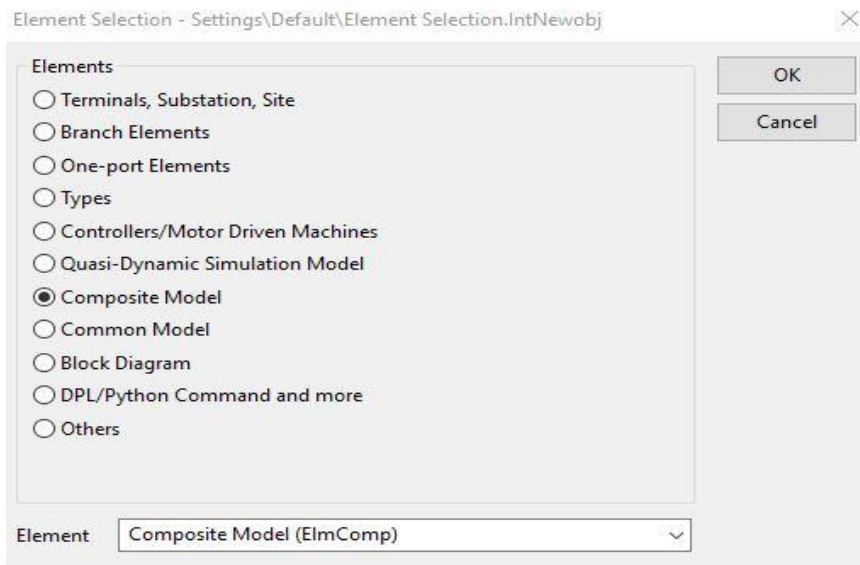 Element Selection - Settings\Default\Element Selection.IntNewobj
Elements
Terminals, Substation, Site
Branch Elements
One-port Elements
Types
Controllers/Motor Driven Machines
Quasi-Dynamic Simulation Model
Composite Model
Common Model
Block Diagram
DPL/Python Command and more
Others
OK
Cancel
Element Composite Model (ElmComp)